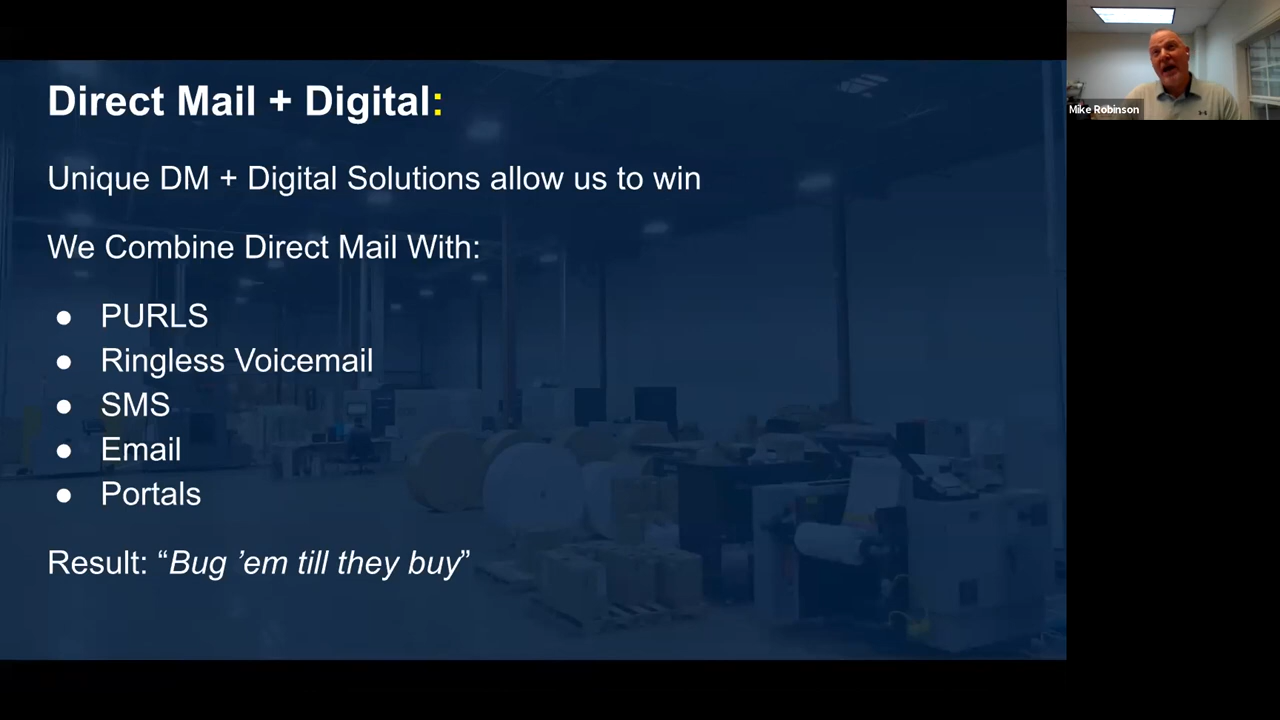 Direct Mail + Digital:
Unique DM + Digital Solutions allow us to win
We Combine Direct Mail With:
● PURLS
● Ringless Voicemail
● SMS
● Email
● Portals
Result: “Bug ’em till they buy”
Mike Robinson